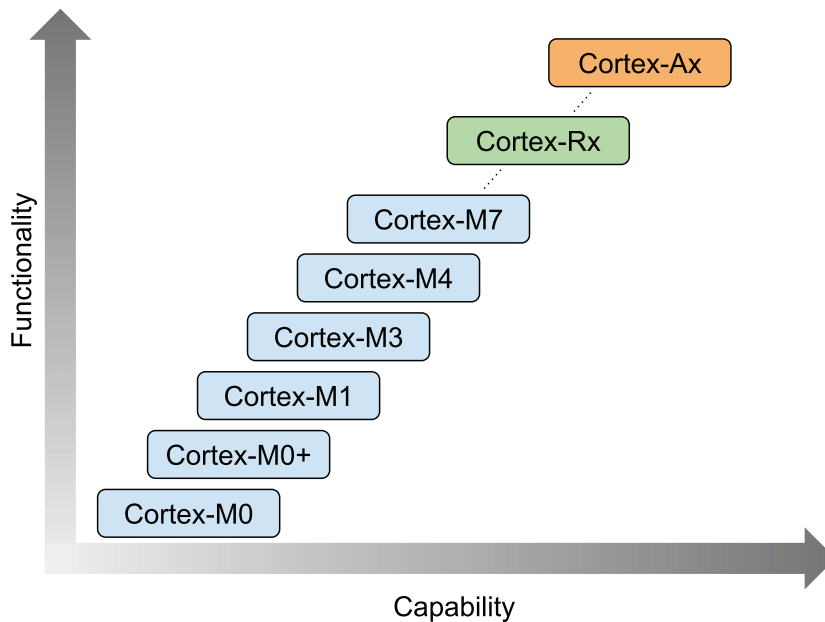 Cortex-Ax
Cortex-Rx
Cortex-M7
Cortex-M4
Cortex-M3
Cortex-M1
Cortex-M0+
Cortex-M0
Functionality
Capability